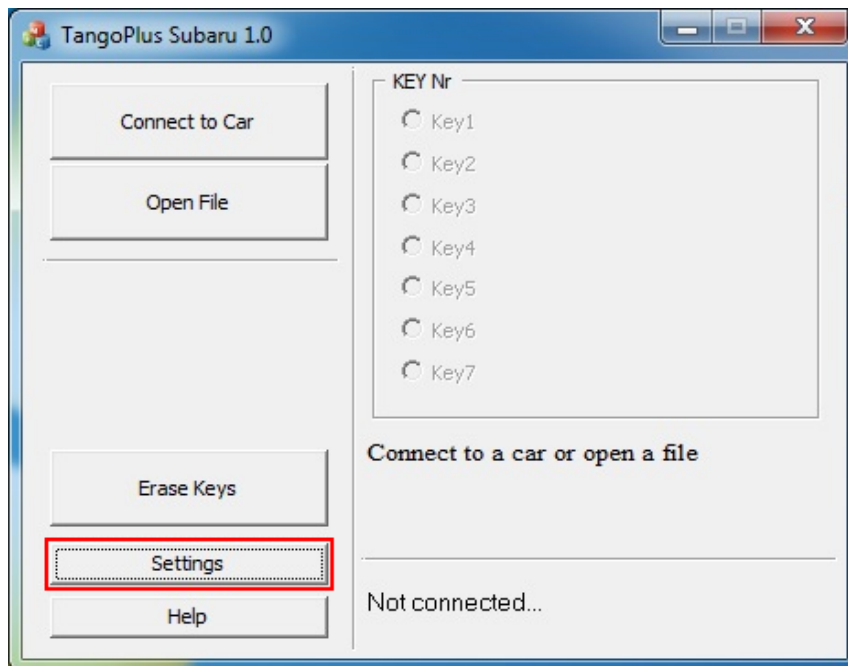 TangoPlus Subaru 1.0
Connect to Car
Open File
Erase Keys
Settings
Help
KEY Nr
Key1
Key2
Key3
Key4
Key5
Key6
Key7
Connect to a car or open a file
Not connected...